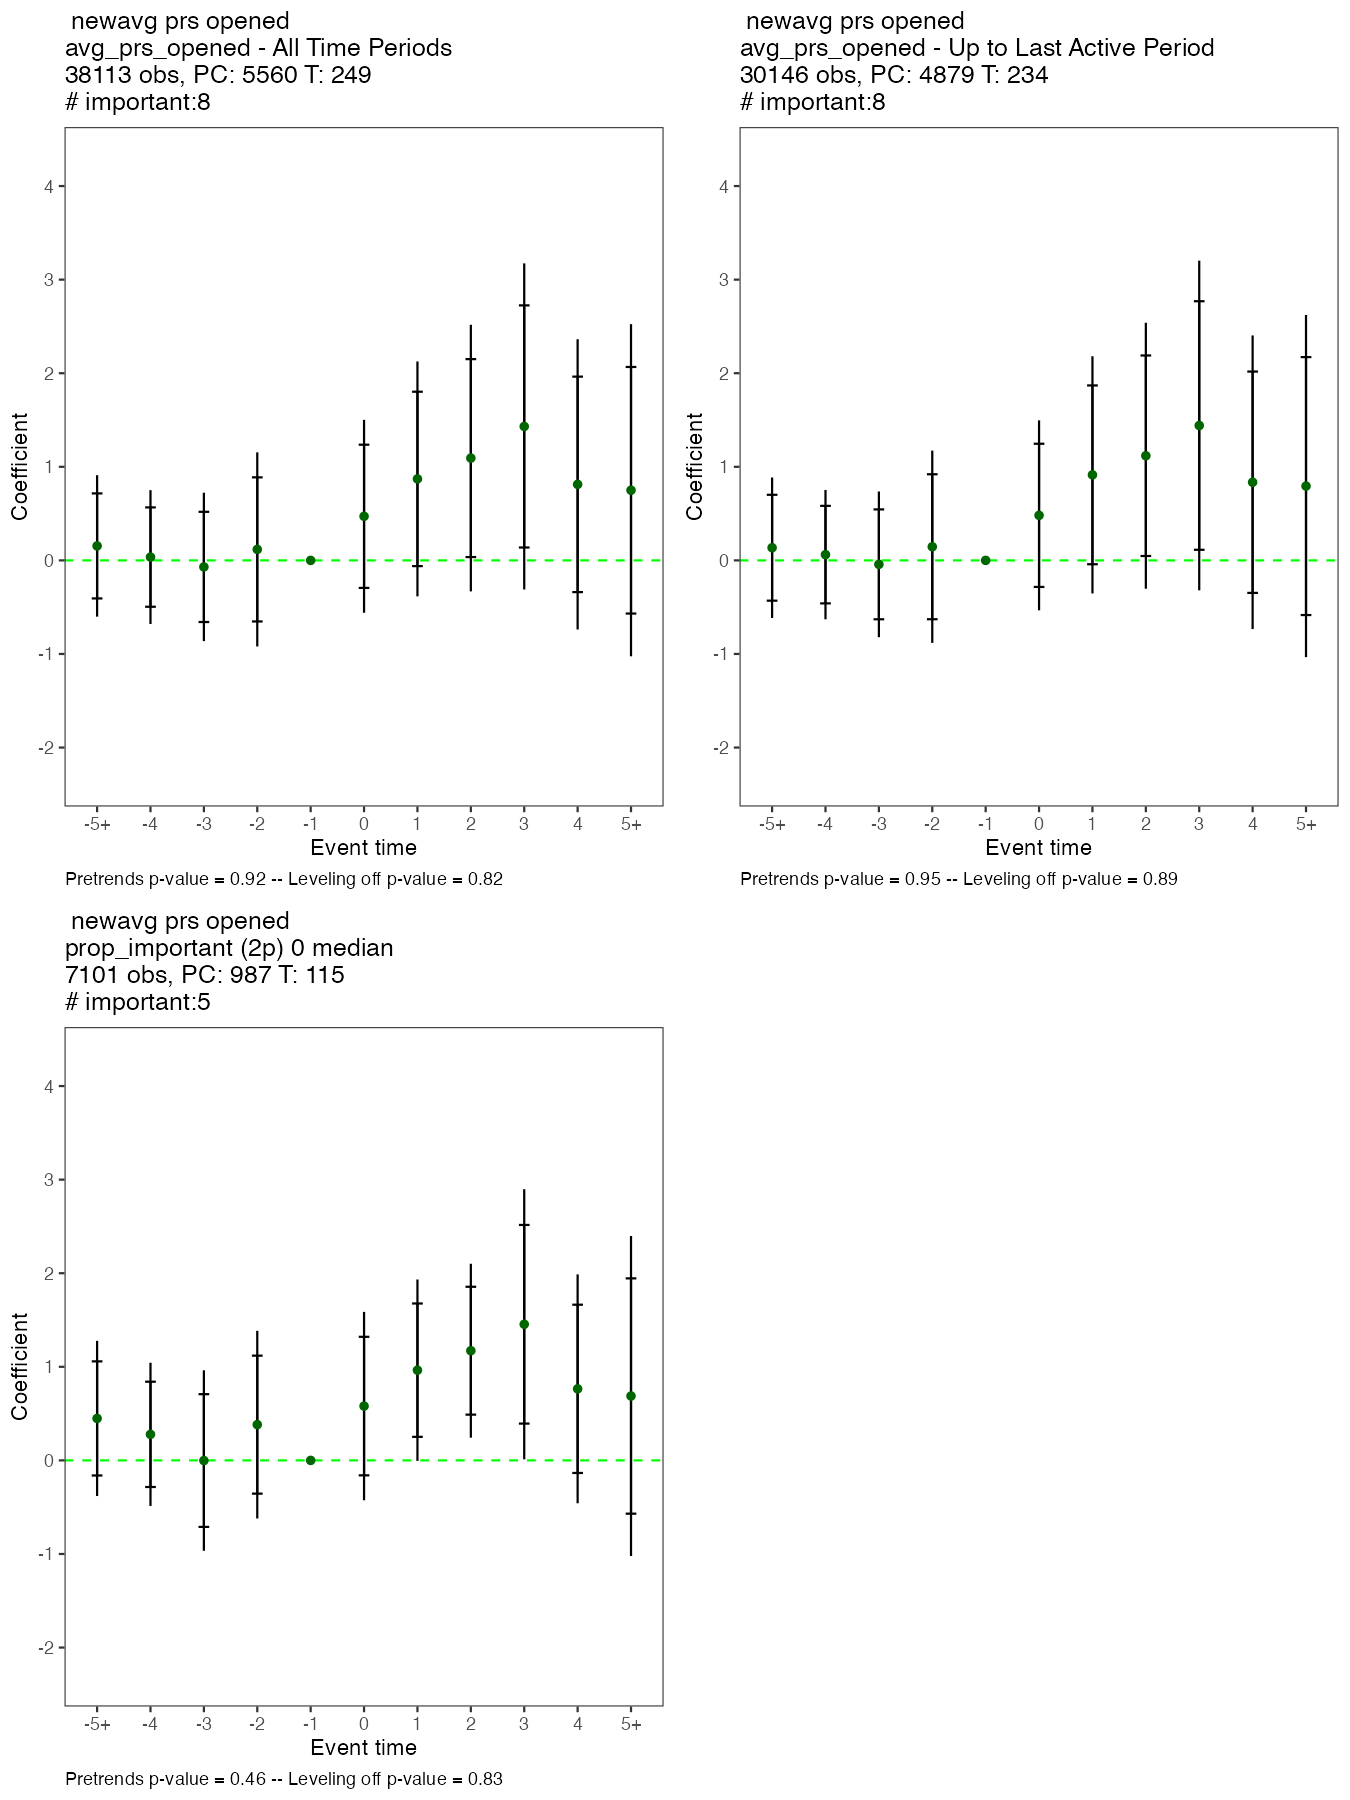 newavg prs opened
avg_prs_opened - All Time Periods
38113 obs, PC: 5560 T: 249
# important:8
4
3
2
1
0
-1
-2
Coefficient
-5+ -4 -3 -2 -1 0 1 2 3 4 5+
Event time
Pretrends p-value = 0.92 -- Leveling off p-value = 0.82
newavg prs opened
avg_prs_opened - Up to Last Active Period
30146 obs, PC: 4879 T: 234
# important:8
4
3
2
1
0
-1
-2
Coefficient
-5+ -4 -3 -2 -1 0 1 2 3 4 5+
Event time
Pretrends p-value = 0.95 -- Leveling off p-value = 0.89
newavg prs opened
prop_important (2p) 0 median
7101 obs, PC: 987 T: 115
# important:5
4
3
2
1
0
-1
-2
Coefficient
-5+ -4 -3 -2 -1 0 1 2 3 4 5+
Event time
Pretrends p-value = 0.46 -- Leveling off p-value = 0.83